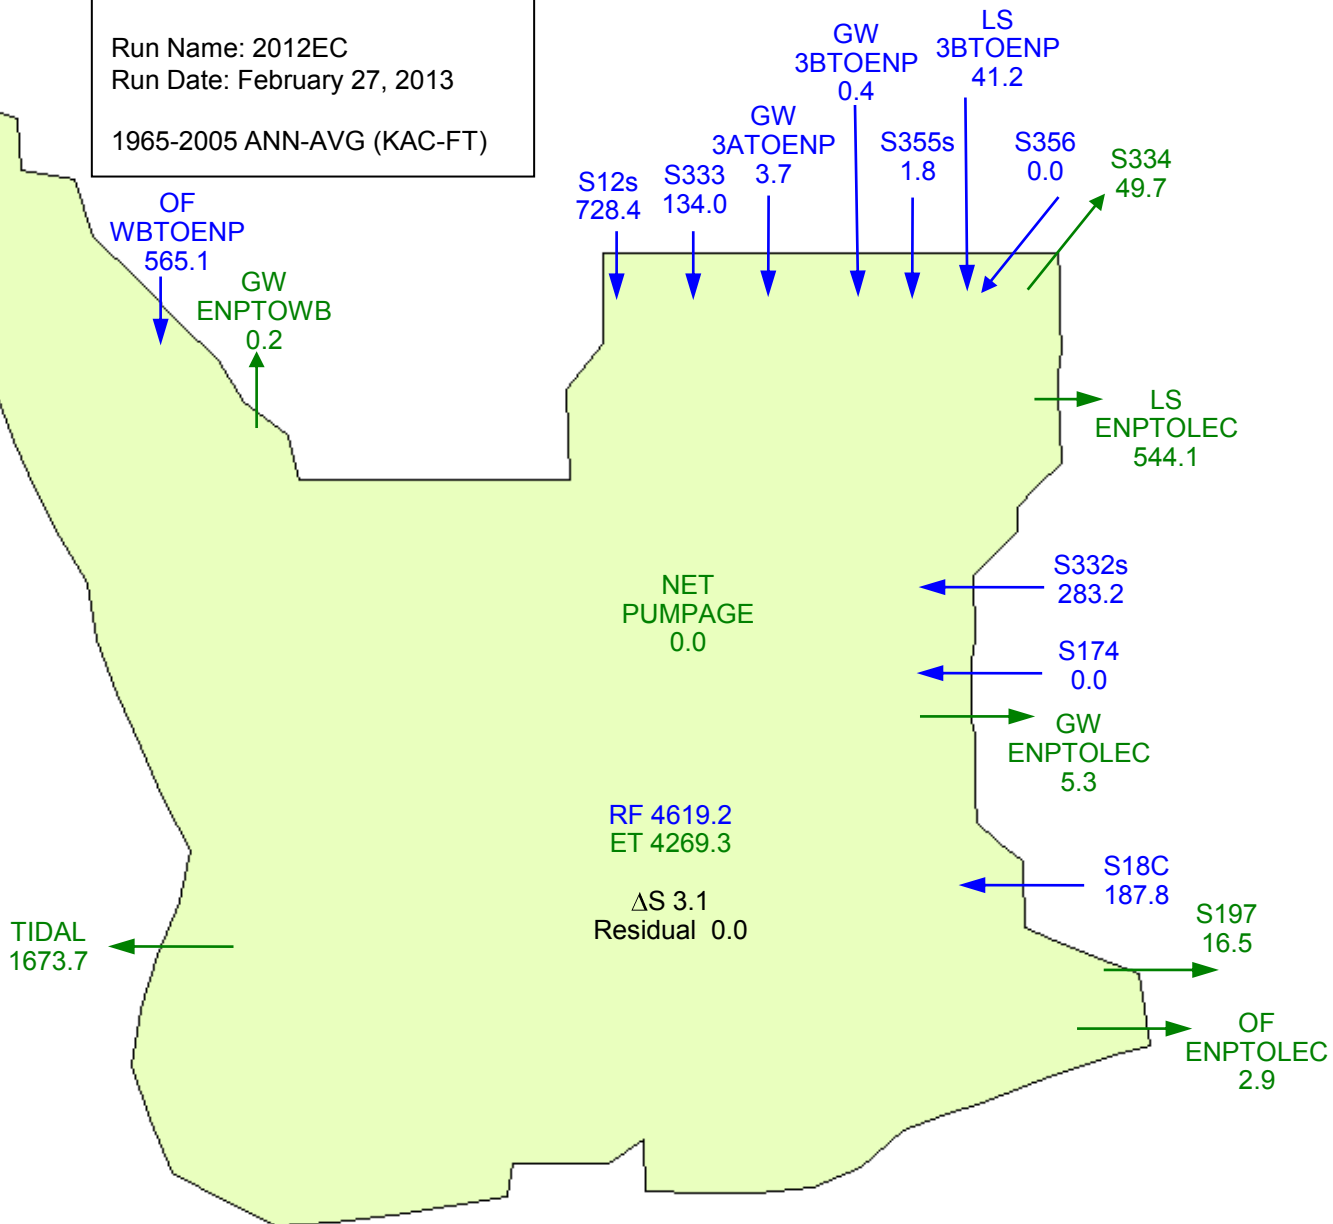 Run Name: 2012EC
Run Date: February 27, 2013
1965-2005 ANN-AVG (KAC-FT)
OF
WBTOENP
565.1
GW
ENPTOWB
0.2
S12s
728.4
S333
134.0
GW
3ATOENP
3.7
GW
3BTOENP
0.4
S355s
1.8
LS
3BTOENP
41.2
S356
0.0
S334
49.7
LS
ENPTOLEC
544.1
S332s
283.2
NET
PUMPAGE
0.0
S174
0.0
GW
ENPTOLEC
5.3
RF 4619.2
ET 4269.3
ΔS 3.1
Residual 0.0
S18C
187.8
TIDAL
1673.7
S197
16.5
OF
ENPTOLEC
2.9